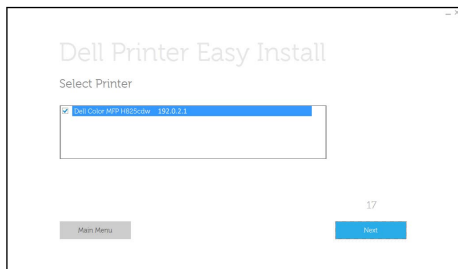 Dell Printer Easy Install
Select Printer
Dell Color MFP H825cdw 192.0.2.1
17
Main Menu
Next